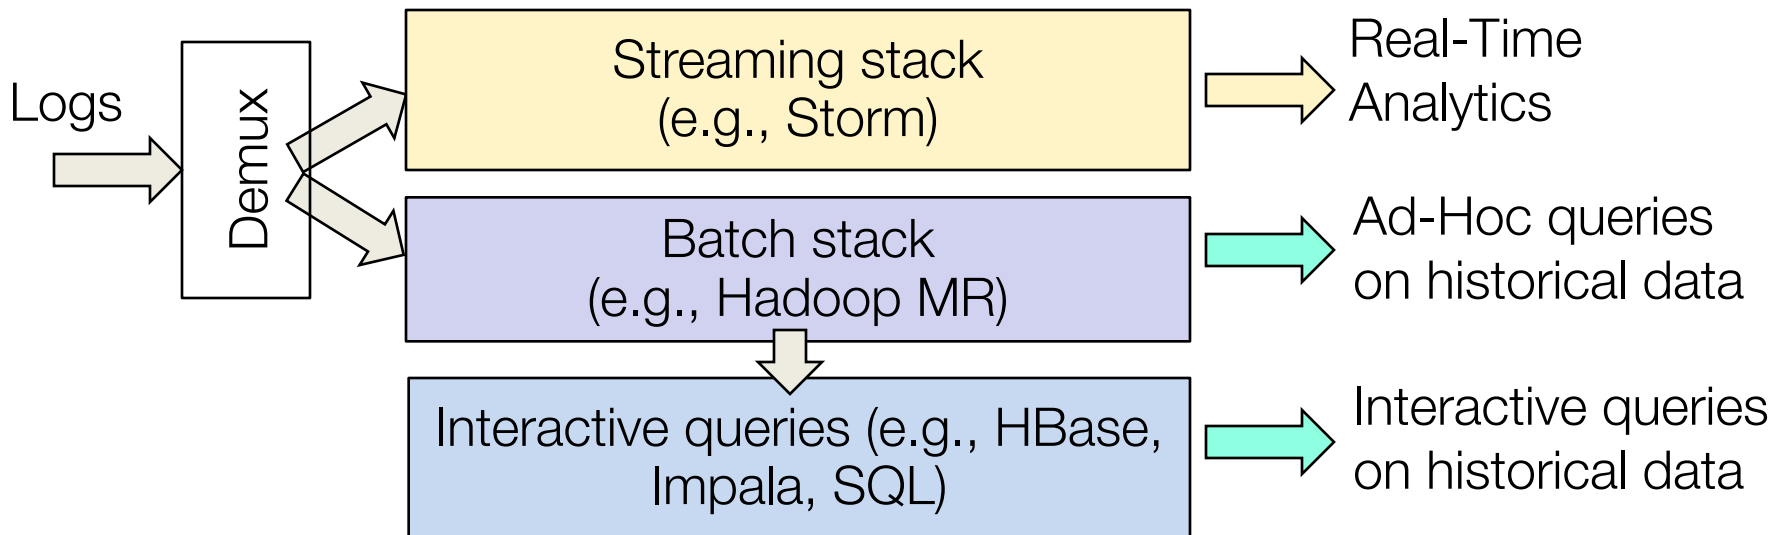 Logs
Demux
Streaming stack
(e.g., Storm)
Real-Time
Analytics
Batch stack
(e.g., Hadoop MR)
Ad-Hoc queries
on historical data
Interactive queries (e.g., HBase,
Impala, SQL)
Interactive queries
on historical data